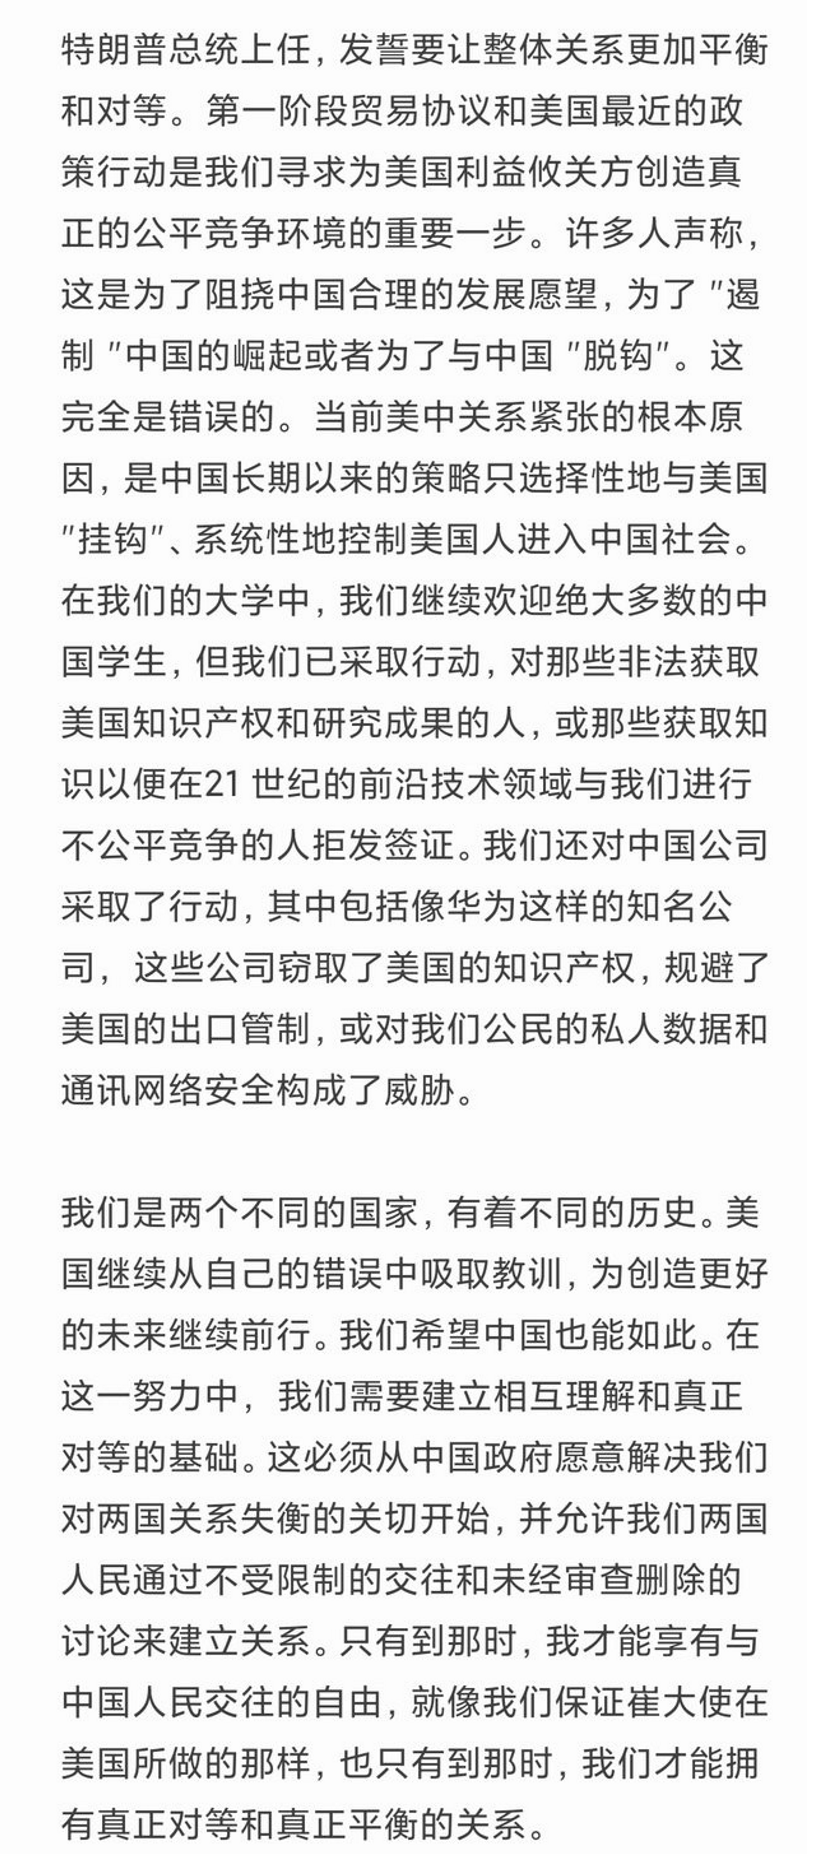 特朗普总统上任，发誓要让整体关系更加平衡
和对等。第一阶段贸易协议和美国最近的政
策行动是我们寻求为美国利益攸关方创造真
正的公平竞争环境的重要一步。许多人声称，
这是为了阻挠中国合理的发展愿望，为了 "遏
制 "中国的崛起或者为了与中国 "脱钩"。这
完全是错误的。当前美中关系紧张的根本原
因，是中国长期以来的策略只选择性地与美国
"挂钩"、系统性地控制美国人进入中国社会。
在我们的大学中，我们继续欢迎绝大多数的中
国学生，但我们已采取行动，对那些非法获取
美国知识产权和研究成果的人，或那些获取知
识以便在21 世纪的前沿技术领域与我们进行
不公平竞争的人拒发签证。我们还对中国公司
采取了行动，其中包括像华为这样的知名公
司，这些公司窃取了美国的知识产权，规避了
美国的出口管制，或对我们公民的私人数据和
通讯网络安全构成了威胁。
我们是两个不同的国家，有着不同的历史。美
国继续从自己的错误中吸取教训，为创造更好
的未来继续前行。我们希望中国也能如此。在
这一努力中，我们需要建立相互理解和真正
对等的基础。这必须从中国政府愿意解决我们
对两国关系失衡的关切开始，并允许我们两国
人民通过不受限制的交往和未经审查删除的
讨论来建立关系。只有到那时，我才能享有与
中国人民交往的自由，就像我们保证崔大使在
美国所做的那样，也只有到那时，我们才能拥
有真正对等和真正平衡的关系。